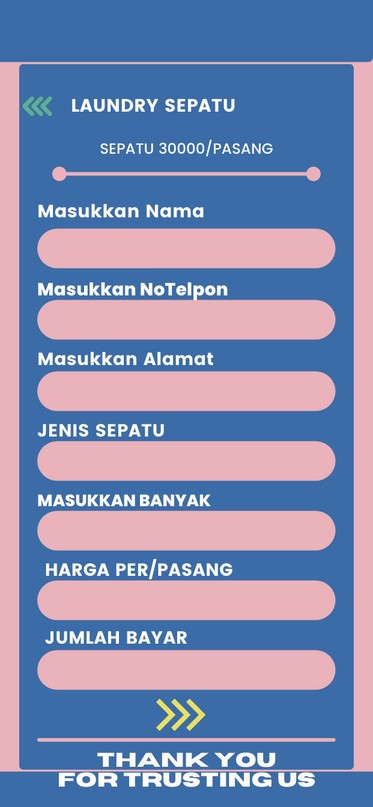 LAUNDRY SEPATU
SEPATU 30000/PASANG
Masukkan Nama
Masukkan NoTelpon
Masukkan Alamat
JENIS SEPATU
MASUKKAN BANYAK
HARGA PER/PASANG
JUMLAH BAYAR
THANK YOU
FOR TRUSTING US